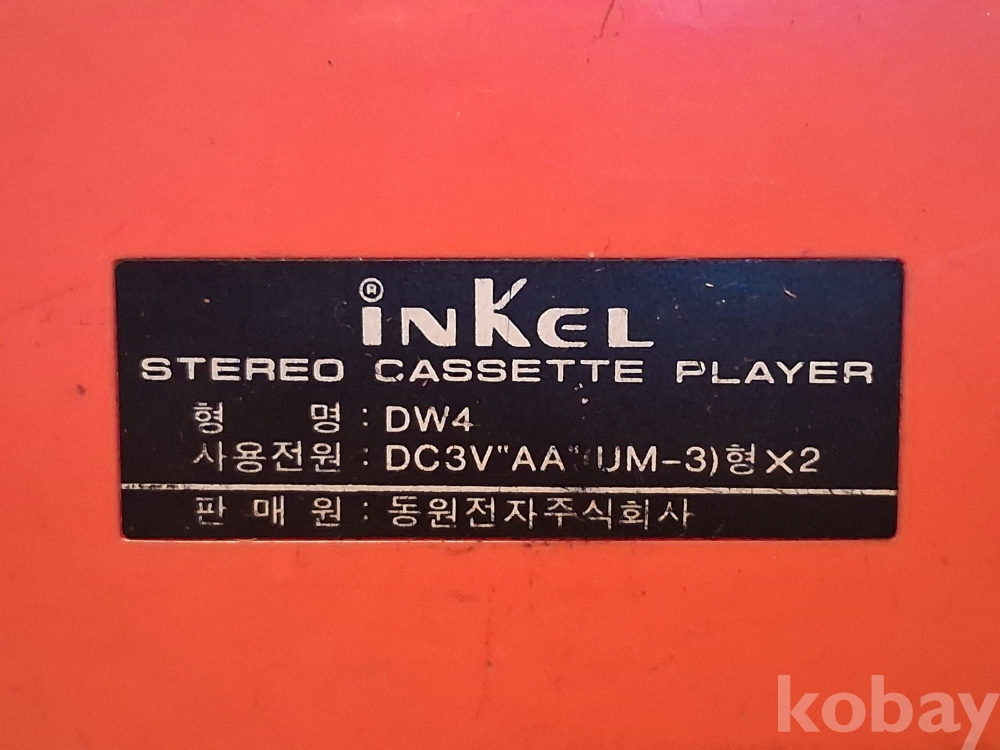 ® inKEL
STEREO CASSETTE PLAYER
형 명 : DW4
사용전원 : DC3V"AA"(UM-3)형×2
판 매 원 : 동원전자주식회사
kobay